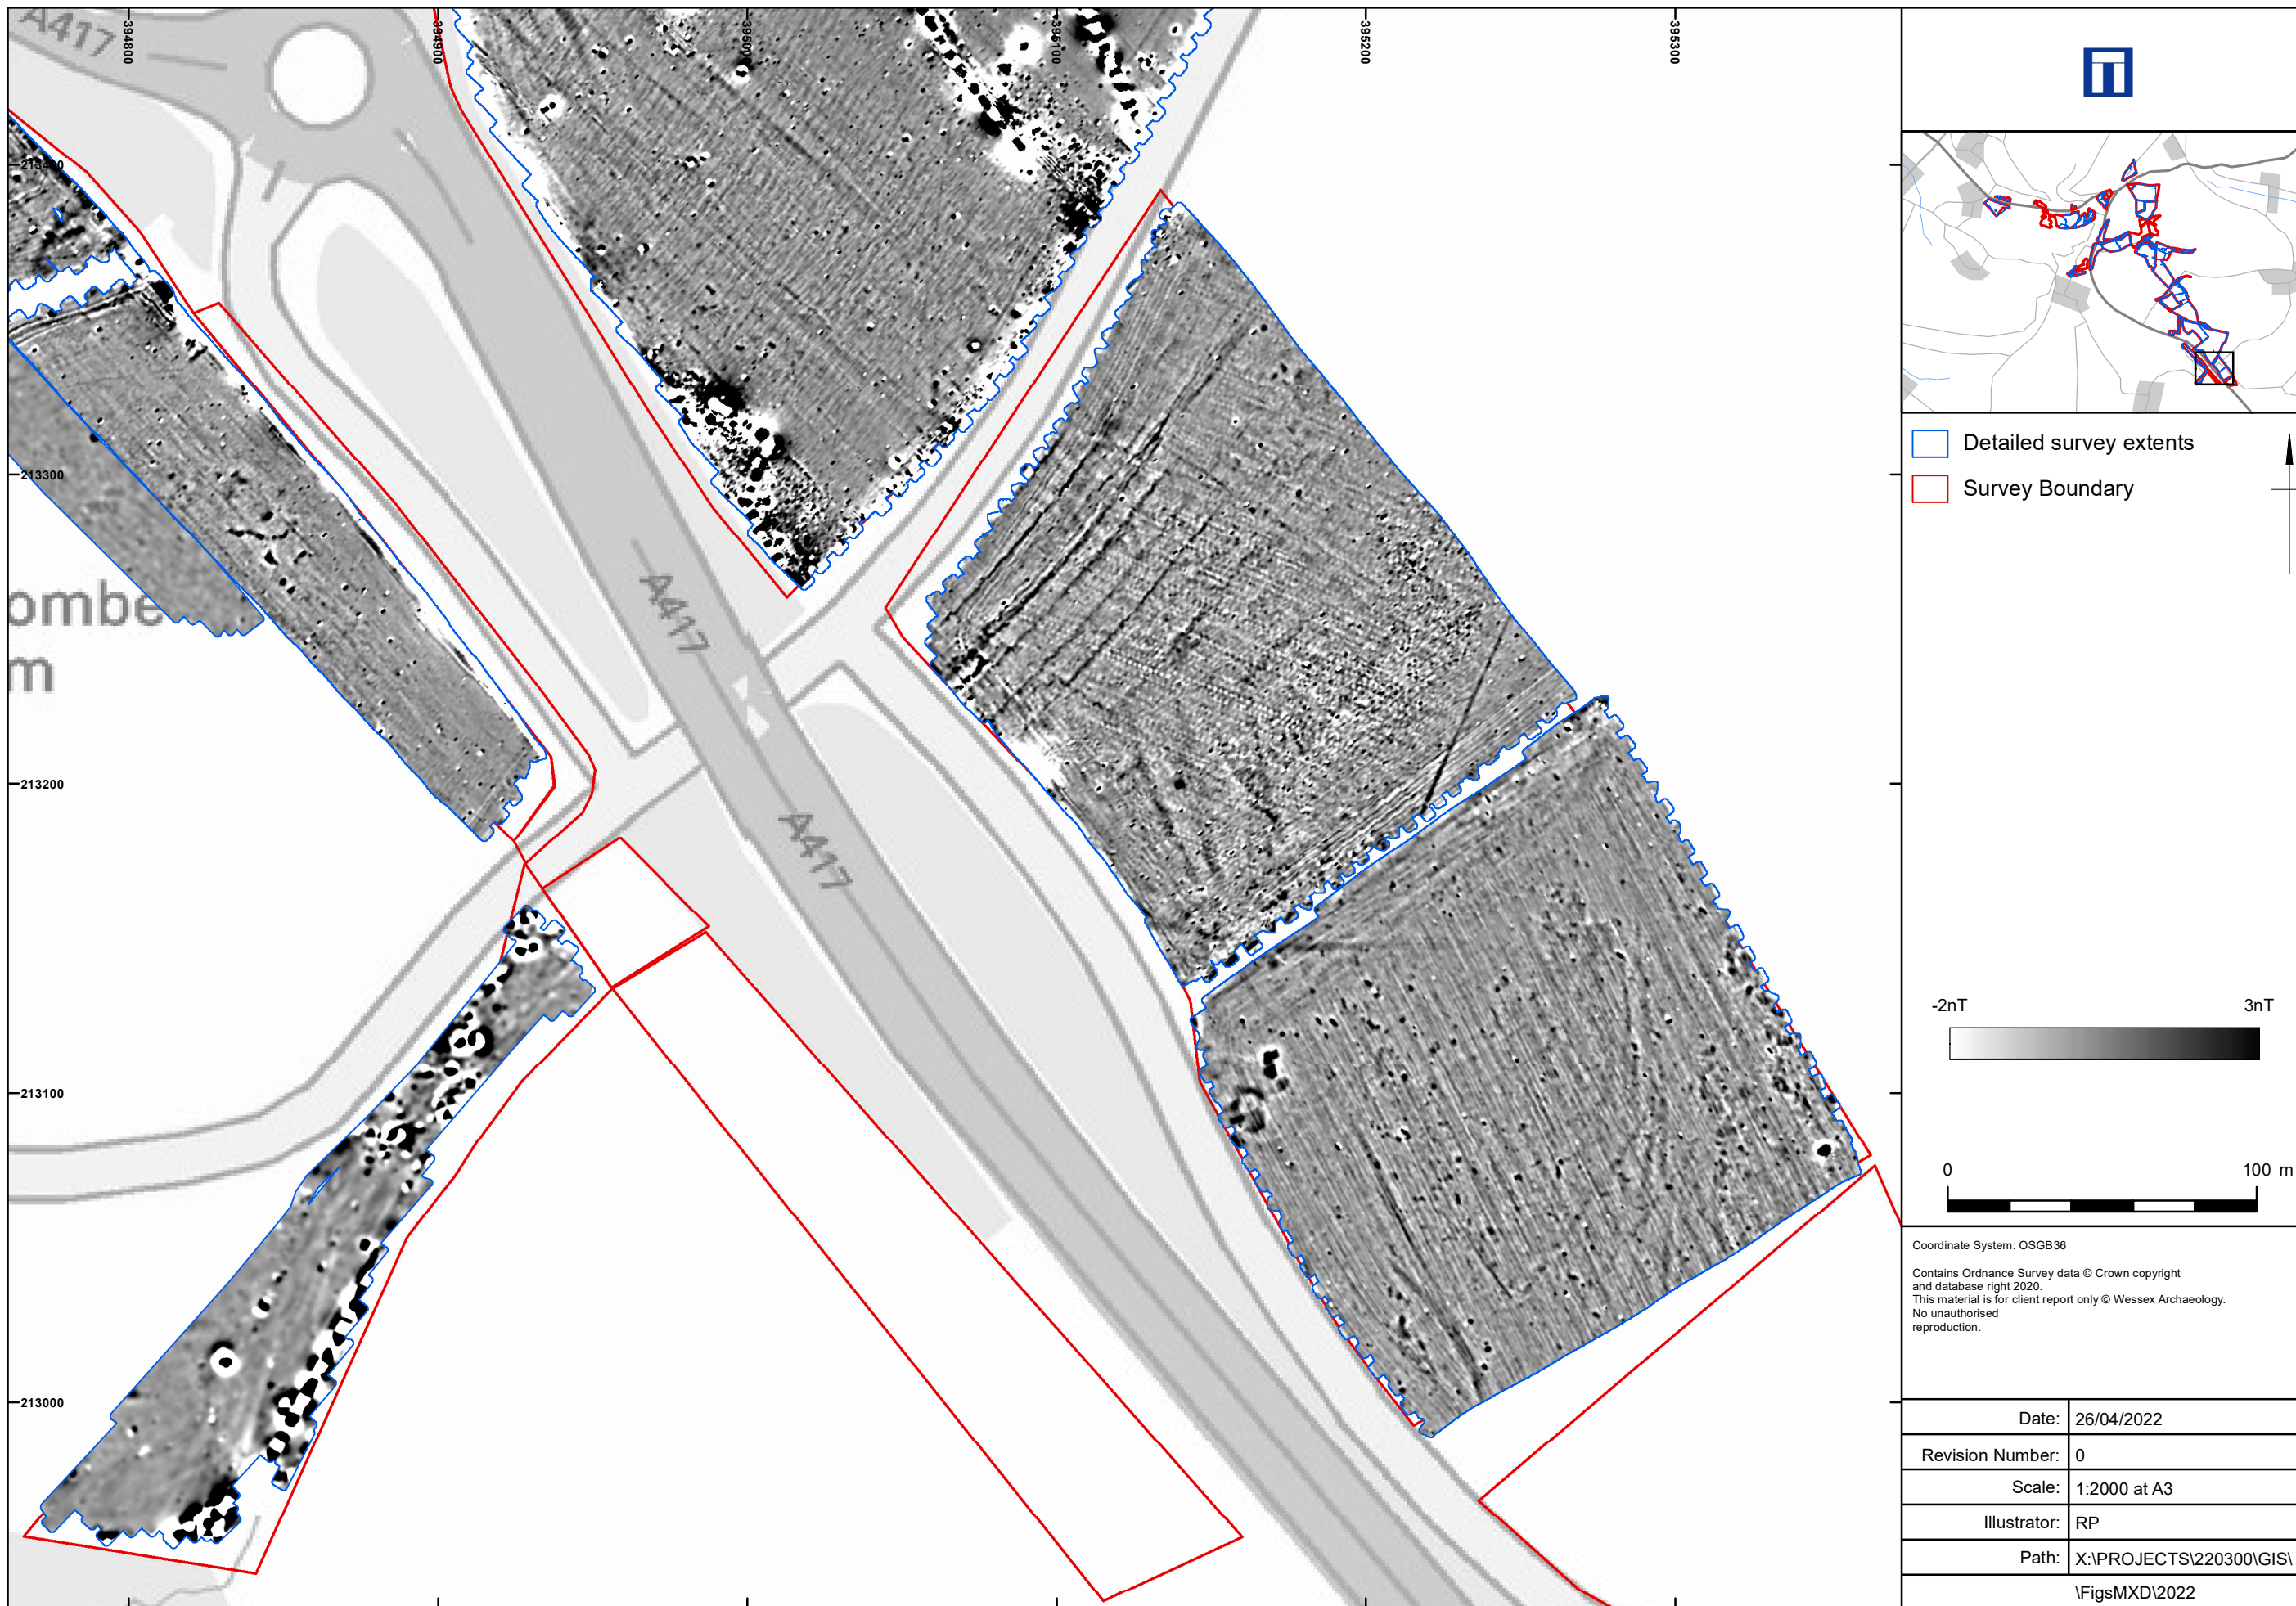 A417
394800
394900
395000
395100
395200
395300
213400
213300
213200
213100
213000
A417
A417
ombe
m
Detailed survey extents
Survey Boundary
-2nT
3nT
0
100 m
Coordinate System: OSGB36
Contains Ordnance Survey data © Crown copyright
and database right 2020.
This material is for client report only © Wessex Archaeology.
No unauthorised
reproduction.
Date: 26/04/2022
Revision Number: 0
Scale: 1:2000 at A3
Illustrator: RP
Path: X:\PROJECTS\220300\GIS\
\FigsMXD\2022